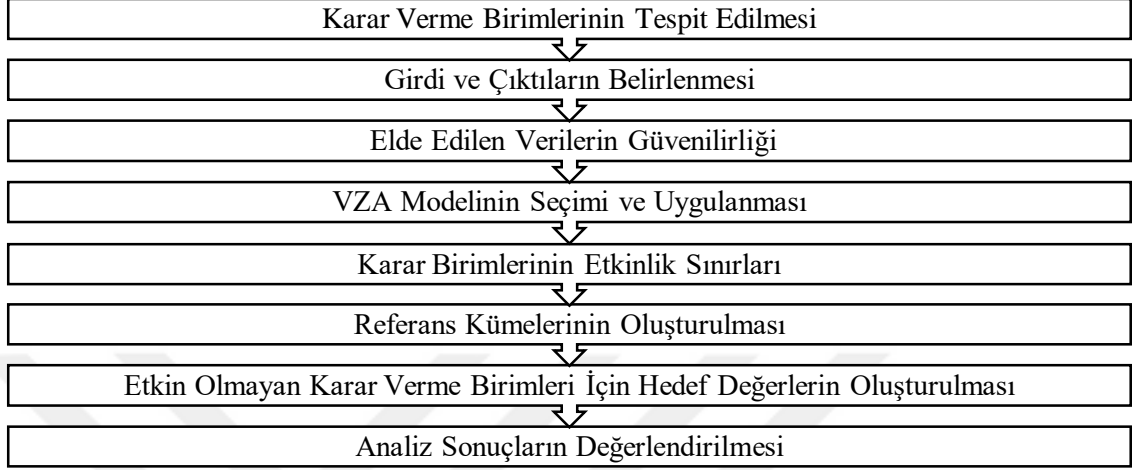 Karar Verme Birimlerinin Tespit Edilmesi
Girdi ve Çıktıların Belirlenmesi
Elde Edilen Verilerin Güvenilirliği
VZA Modelinin Seçimi ve Uygulanması
Karar Birimlerinin Etkinlik Sınırları
Referans Kümelerinin Oluşturulması
Etkin Olmayan Karar Verme Birimleri İçin Hedef Değerlerin Oluşturulması
Analiz Sonuçların Değerlendirilmesi